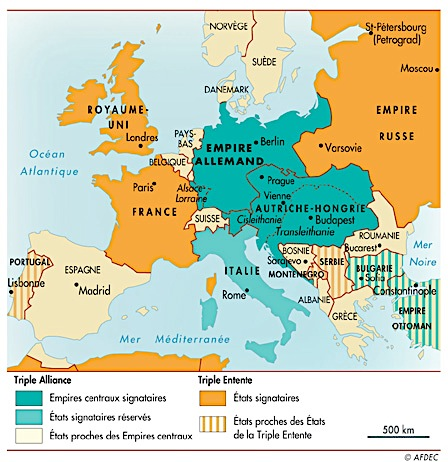 NORVÈGE
SUÈDE
St-Pétersbourg
(Petrograd)
Moscou
DANEMARK
ROYAUME-
UNI
Londres
PAYS-
BAS
EMPIRE
ALLEMAND
Berlin
EMPIRE
RUSSE
Varsovie
Océan
Atlantique
BELGIQUE
Paris
Alsace-
Lorraine
Prague
Vienne
FRANCE
SUISSE
AUTRICHE-HONGRIE
Cisleithanie
Budapest
Transleithanie
ROUMANIE
Bucarest
Mer
Noire
PORTUGAL
Lisbonne
ESPAGNE
Madrid
ITALIE
Rome
BOSNIE
Sarajevo
SERBIE
MONTÉNÉGRO
BULGARIE
Sofia
Constantinople
ALBANIE
GRÈCE
EMPIRE
OTTOMAN
Mer Méditerranée
Triple Alliance
Empires centraux signataires
États signataires réservés
États proches des Empires centraux
Triple Entente
États signataires
États proches des États
de la Triple Entente
500 km
© AFDEC